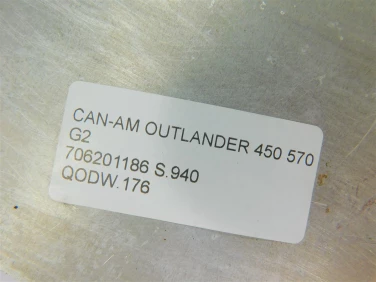 CAN-AM OUTLANDER 450 570
G2
706201186 S.940
QODW.176